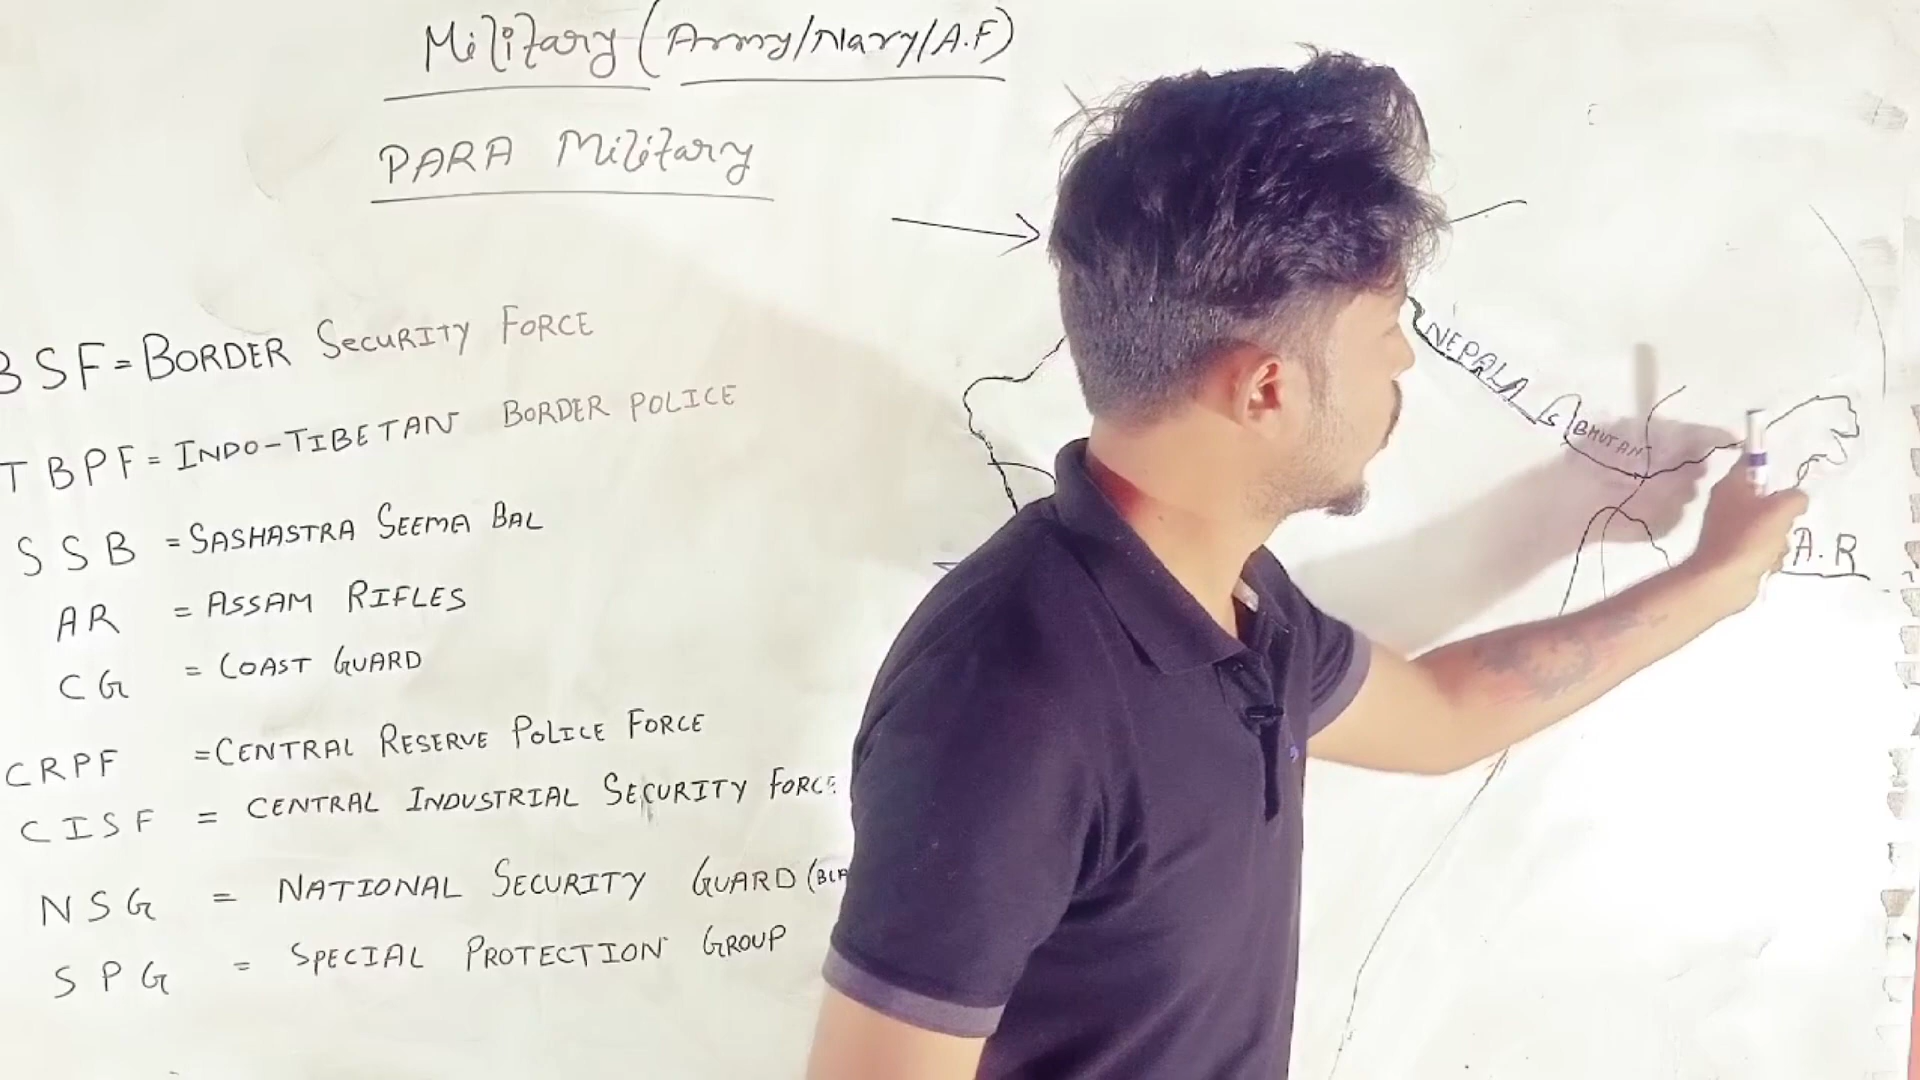 Military (Army/Navy/A.F)
PARA Military
BSF = BORDER SECURITY FORCE
TBPF = INDO-TIBETAN BORDER POLICE
SSB = SASHASTRA SEEMA BAL
AR = ASSAM RIFLES
CG = COAST GUARD
CRPF = CENTRAL RESERVE POLICE FORCE
CISF = CENTRAL INDUSTRIAL SECURITY FORCE
NSG = NATIONAL SECURITY GUARD
SPG = SPECIAL PROTECTION GROUP
NEPAL
BHUTAN
A.R